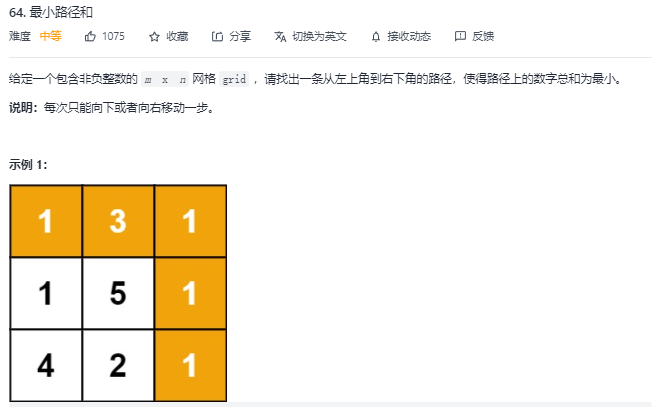 64. 最小路径和
难度 中等 1075 收藏 分享 切换为英文 接收动态 反馈
给定一个包含非负整数的 m x n 网格 grid ，请找出一条从左上角到右下角的路径，使得路径上的数字总和为最小。
说明：每次只能向下或者向右移动一步。
示例 1：
1 3 1
1 5 1
4 2 1